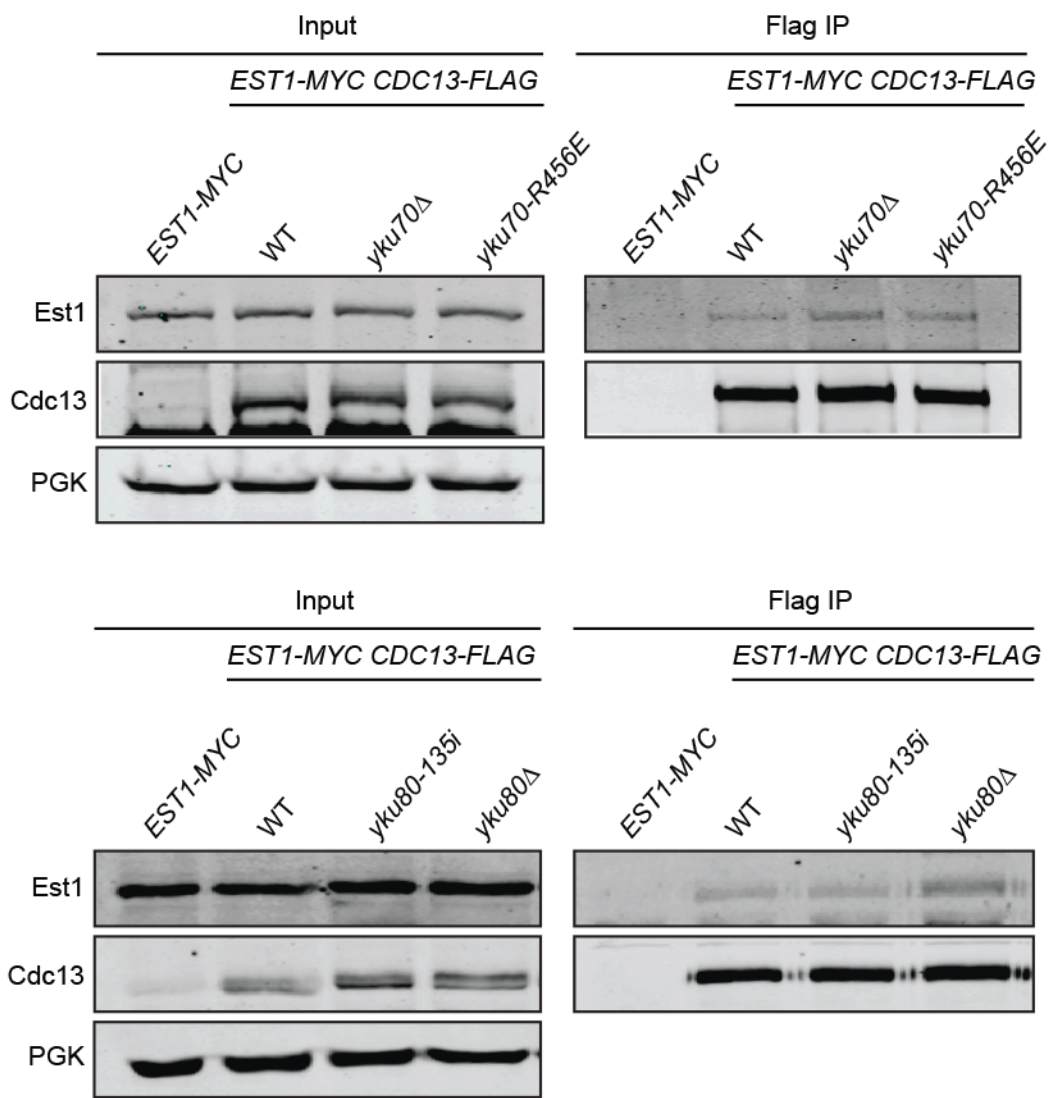 Input Flag IP
EST1-MYC CDC13-FLAG EST1-MYC CDC13-FLAG
EST1-MYC WT yku70Δ yku70-R456E EST1-MYC WT yku70Δ yku70-R456E
Est1
Cdc13
PGK
Input Flag IP
EST1-MYC CDC13-FLAG EST1-MYC CDC13-FLAG
EST1-MYC WT yku80-135i yku80Δ EST1-MYC WT yku80-135i yku80Δ
Est1
Cdc13
PGK